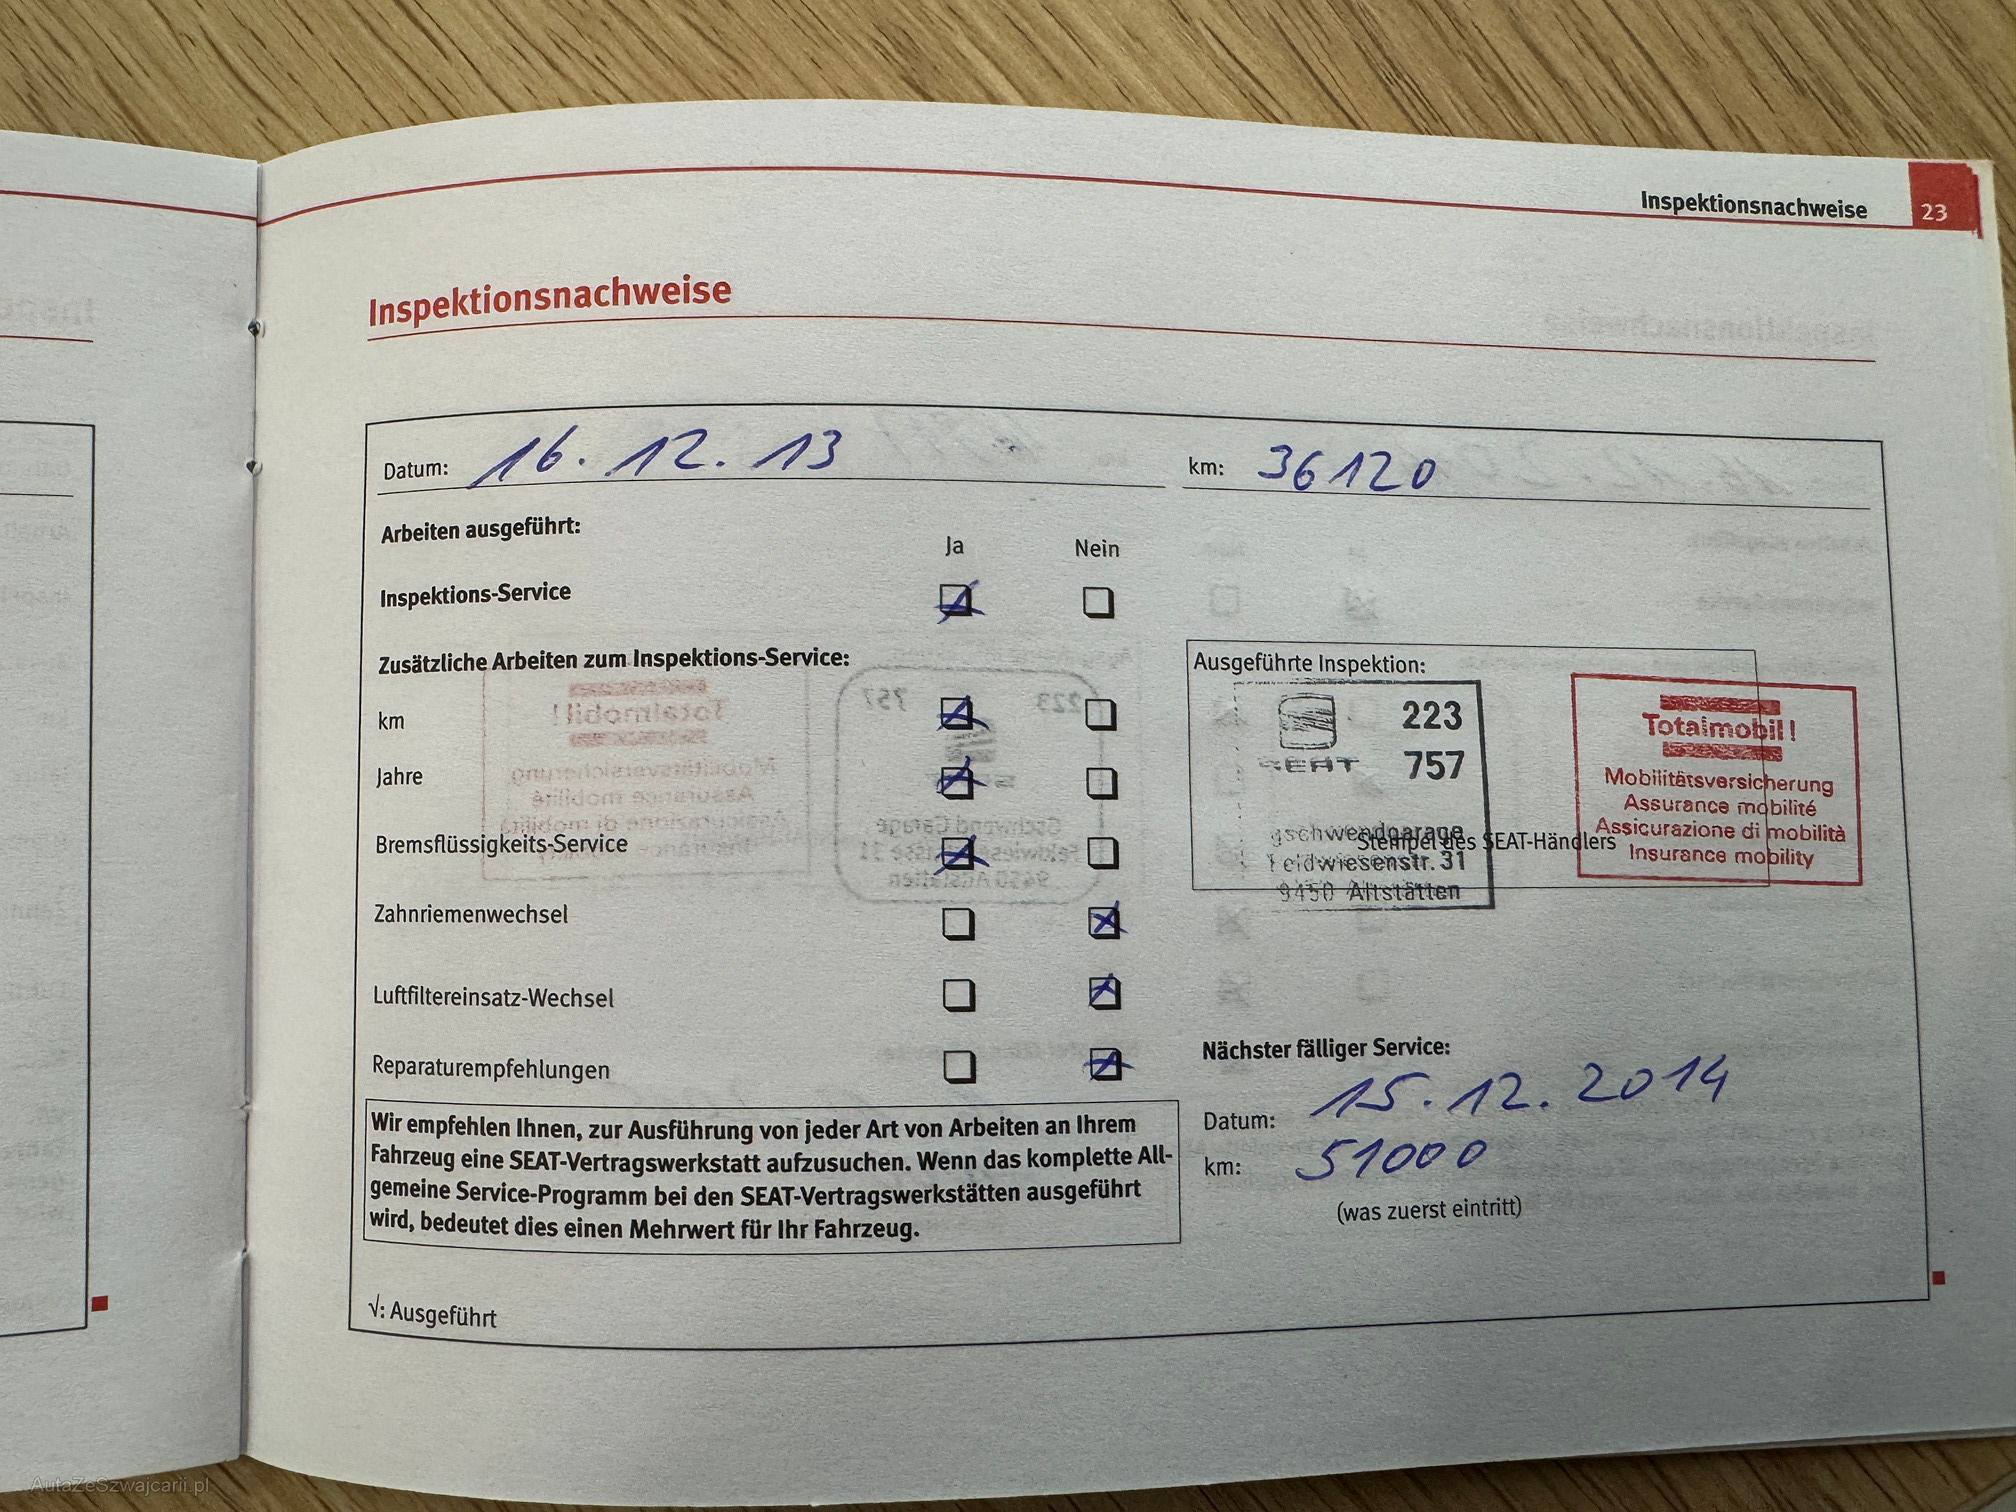 Inspektionsnachweise 23
Inspektionsnachweise
Datum: 16.12.13 km: 36120
Arbeiten ausgeführt:
Ja Nein
Inspektions-Service
Zusätzliche Arbeiten zum Inspektions-Service:
km
Jahre
Bremsflüssigkeits-Service
Zahnriemenwechsel
Luftfiltereinsatz-Wechsel
Reparaturempfehlungen
Wir empfehlen Ihnen, zur Ausführung von jeder Art von Arbeiten an Ihrem
Fahrzeug eine SEAT-Vertragswerkstatt aufzusuchen. Wenn das komplette All-
gemeine Service-Programm bei den SEAT-Vertragswerkstätten ausgeführt
wird, bedeutet dies einen Mehrwert für Ihr Fahrzeug.
√: Ausgeführt
Ausgeführte Inspektion:
223
SEAT 757
gschwendgarage
Stempel des SEAT-Händlers
Feldwiesenstr. 31
9450 Altstätten
Totalmobil!
Mobilitätsversicherung
Assurance mobilité
Assicurazione di mobilità
Insurance mobility
Nächster fälliger Service:
Datum: 15.12.2014
km: 51000
(was zuerst eintritt)
AutaZeSzwajcarii.pl